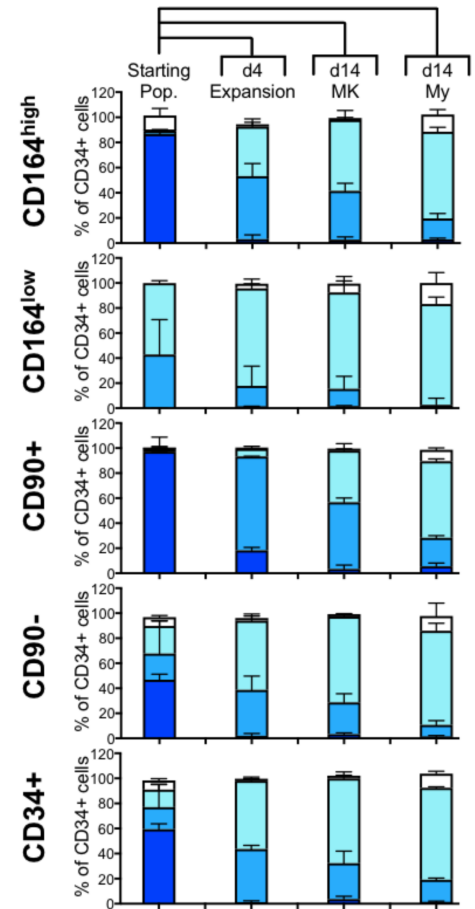 Starting Pop.
d4 Expansion
d14 MK
d14 My
CD164high
% of CD34+ cells
120
100
80
60
40
20
0
CD164low
% of CD34+ cells
120
100
80
60
40
20
0
CD90+
% of CD34+ cells
120
100
80
60
40
20
0
CD90-
% of CD34+ cells
120
100
80
60
40
20
0
CD34+
% of CD34+ cells
120
100
80
60
40
20
0